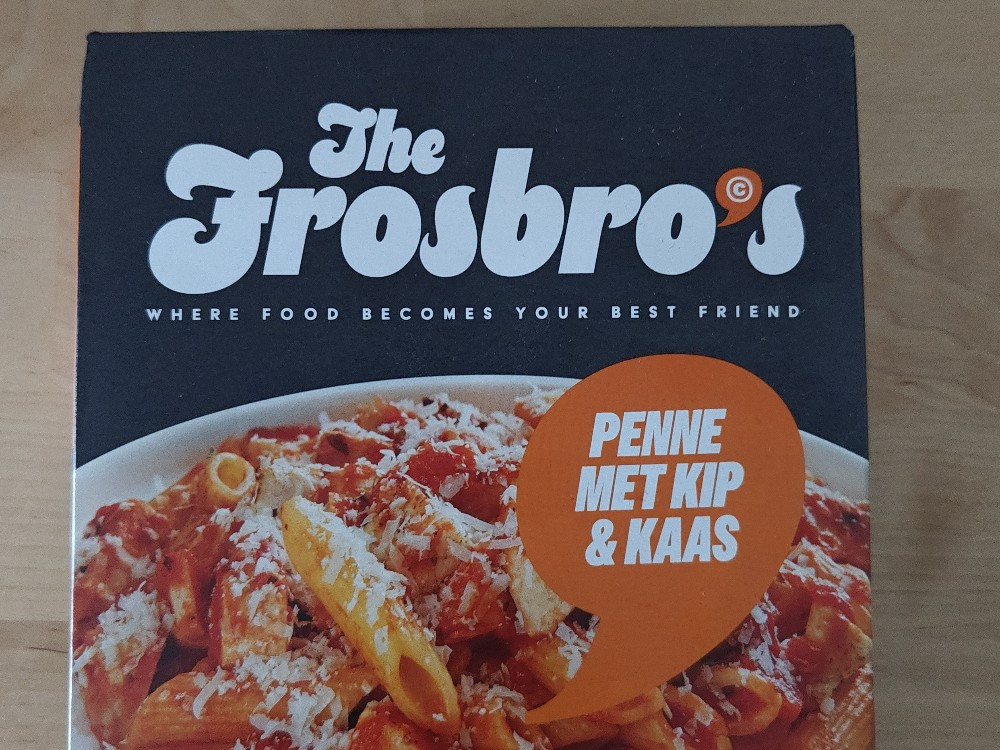 The
Frosbro's
©
WHERE FOOD BECOMES YOUR BEST FRIEND
PENNE
MET KIP
& KAAS